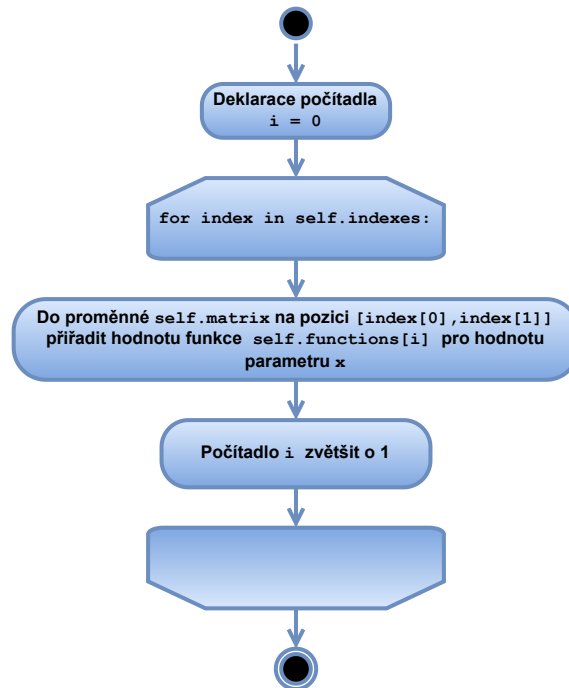 Deklarace počítadla
i = 0
for index in self.indexes:
Do proměnné self.matrix na pozici [index[0],index[1]]
přiřadit hodnotu funkce self.functions[i] pro hodnotu
parametru x
Počítadlo i zvětšit o 1